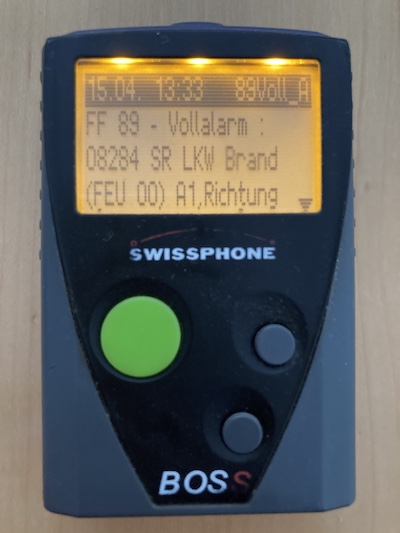 15.04. 13:33 89Voll_A
FF 89 - Vollalarm :
08284 SR LKW Brand
(FEU 00) A1,Richtung
SWISSPHONE
BOSS